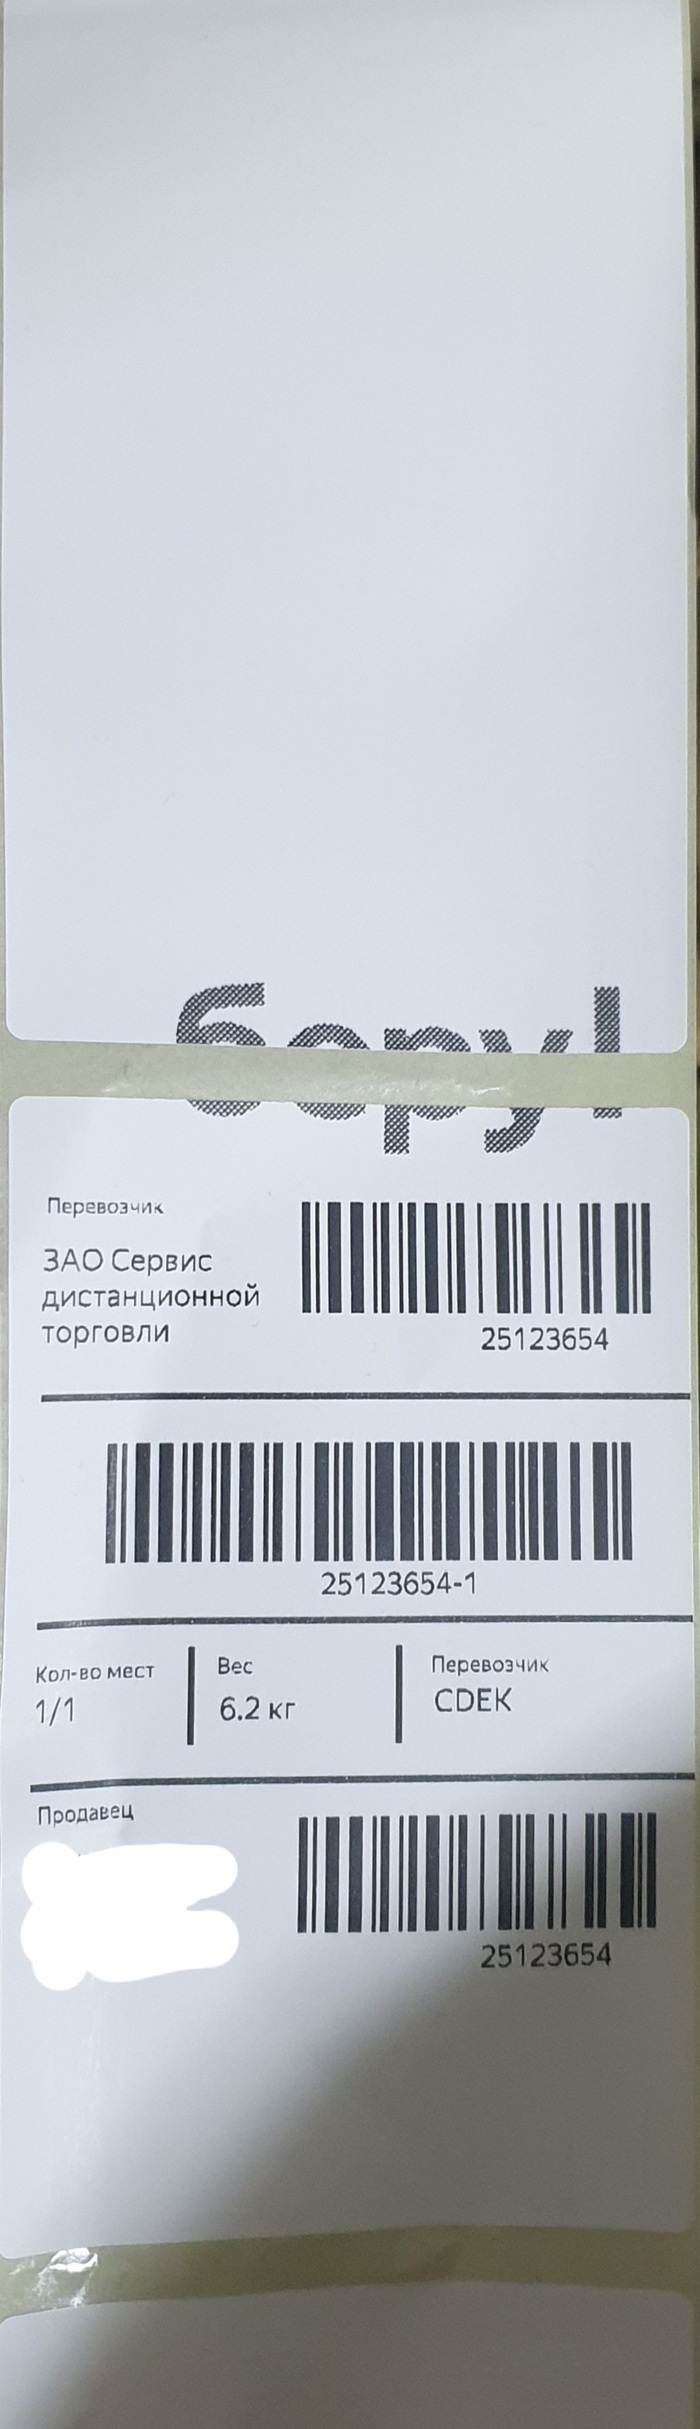 беру!
Перевозчик
ЗАО Сервис
дистанционной
торговли
25123654
25123654-1
Кол-во мест
1/1
Вес
6.2 кг
Перевозчик
CDEK
Продавец
25123654